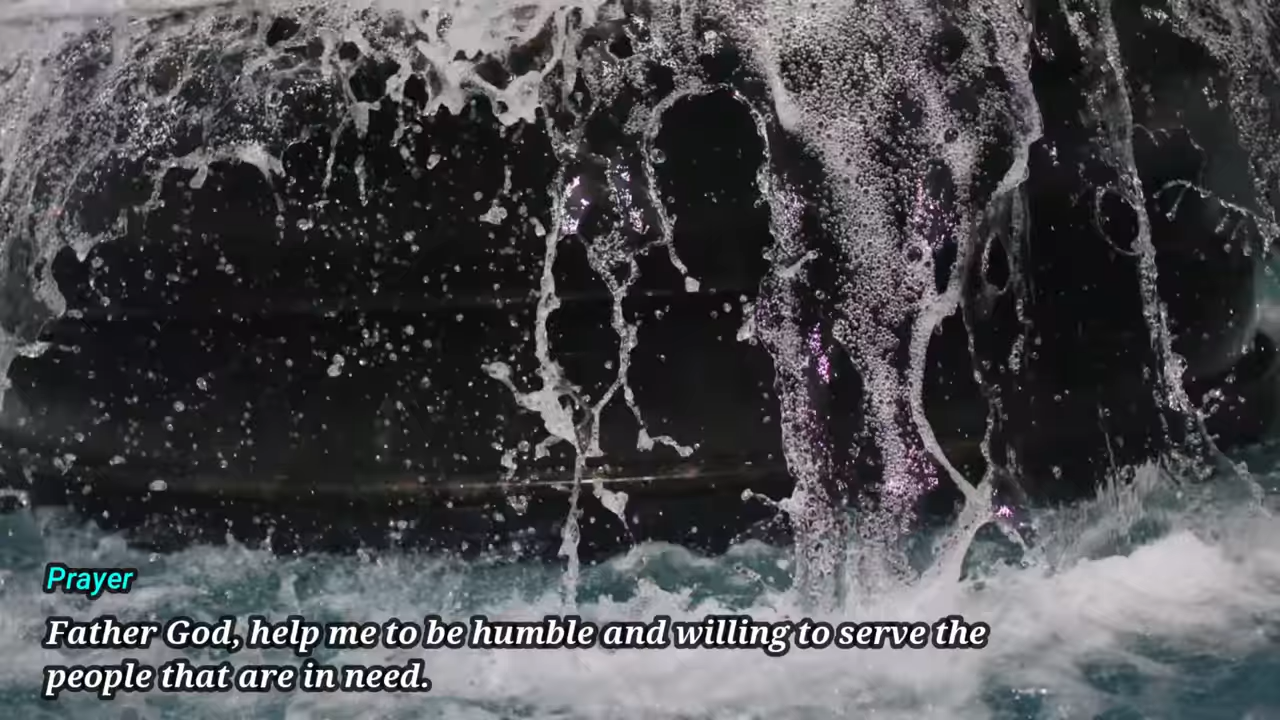 Prayer
Father God, help me to be humble and willing to serve the
people that are in need.